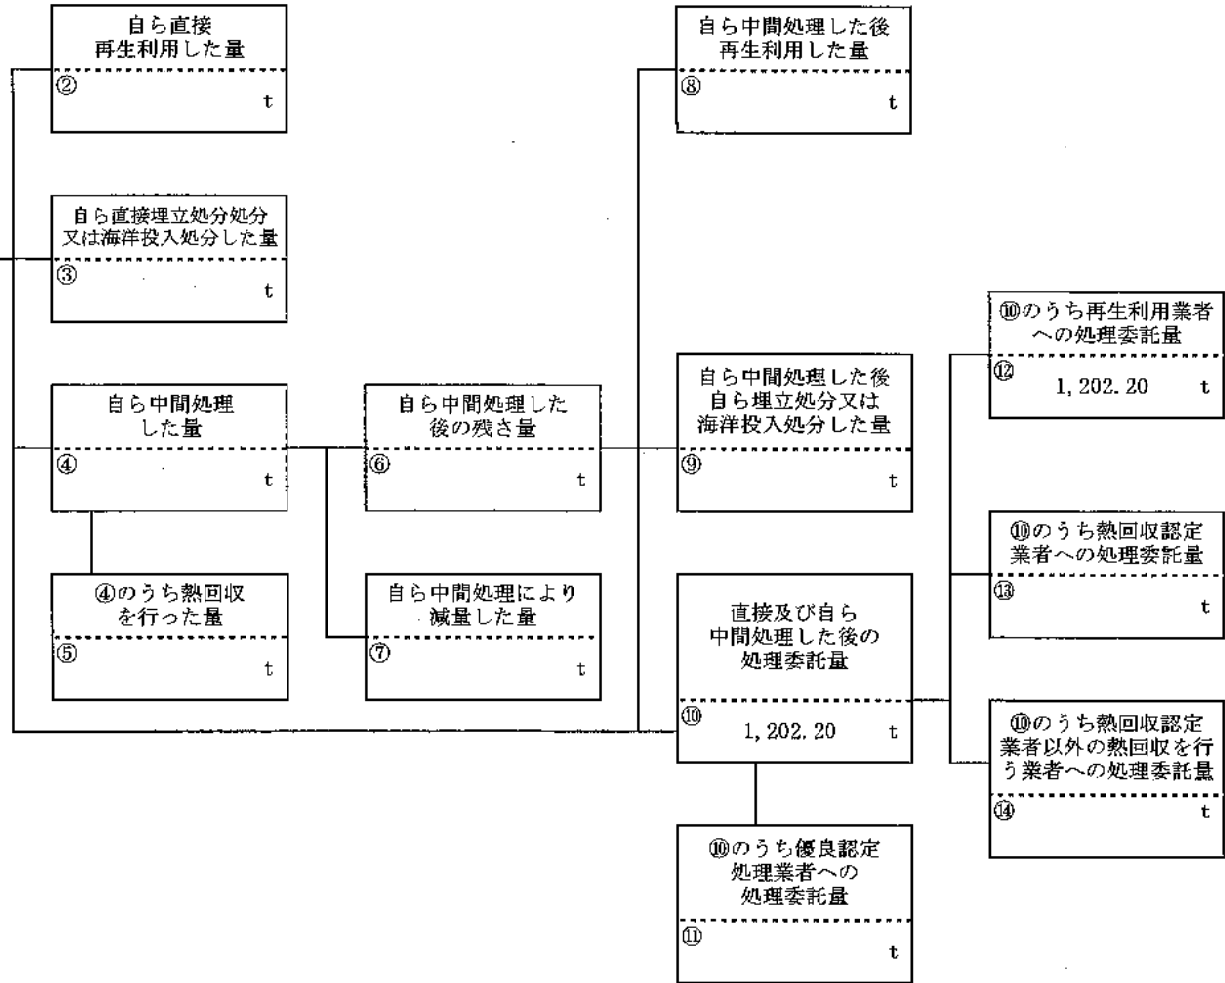 自ら直接
再生利用した量
②
t
自ら中間処理した後
再生利用した量
⑧
t
自ら直接埋立処分処分
又は海洋投入処分した量
③
t
⑩のうち再生利用業者
への処理委託量
⑫
1,202.20 t
自ら中間処理
した量
④
t
自ら中間処理した
後の残さ量
⑥
t
自ら中間処理した後
自ら埋立処分又は
海洋投入処分した量
⑨
t
⑩のうち熱回収認定
業者への処理委託量
⑬
t
④のうち熱回収
を行った量
⑤
t
自ら中間処理により
減量した量
⑦
t
直接及び自ら
中間処理した後の
処理委託量
⑩
1,202.20 t
⑩のうち熱回収認定
業者以外の熱回収を行
う業者への処理委託量
⑭
t
⑩のうち優良認定
処理業者への
処理委託量
⑪
t